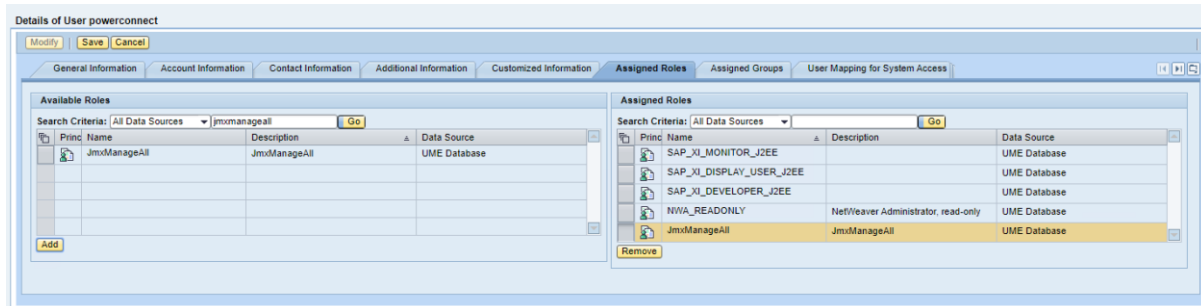 Details of User powerconnect
Modify Save Cancel
General Information Account Information Contact Information Additional Information Customized Information Assigned Roles Assigned Groups User Mapping for System Access
Available Roles
Search Criteria: All Data Sources jmxmanageall Go
Princ Name Description Data Source
JmxManageAll JmxManageAll UME Database
Add
Assigned Roles
Search Criteria: All Data Sources Go
Princ Name Description Data Source
SAP_XI_MONITOR_J2EE UME Database
SAP_XI_DISPLAY_USER_J2EE UME Database
SAP_XI_DEVELOPER_J2EE UME Database
NWA_READONLY NetWeaver Administrator, read-only UME Database
JmxManageAll JmxManageAll UME Database
Remove